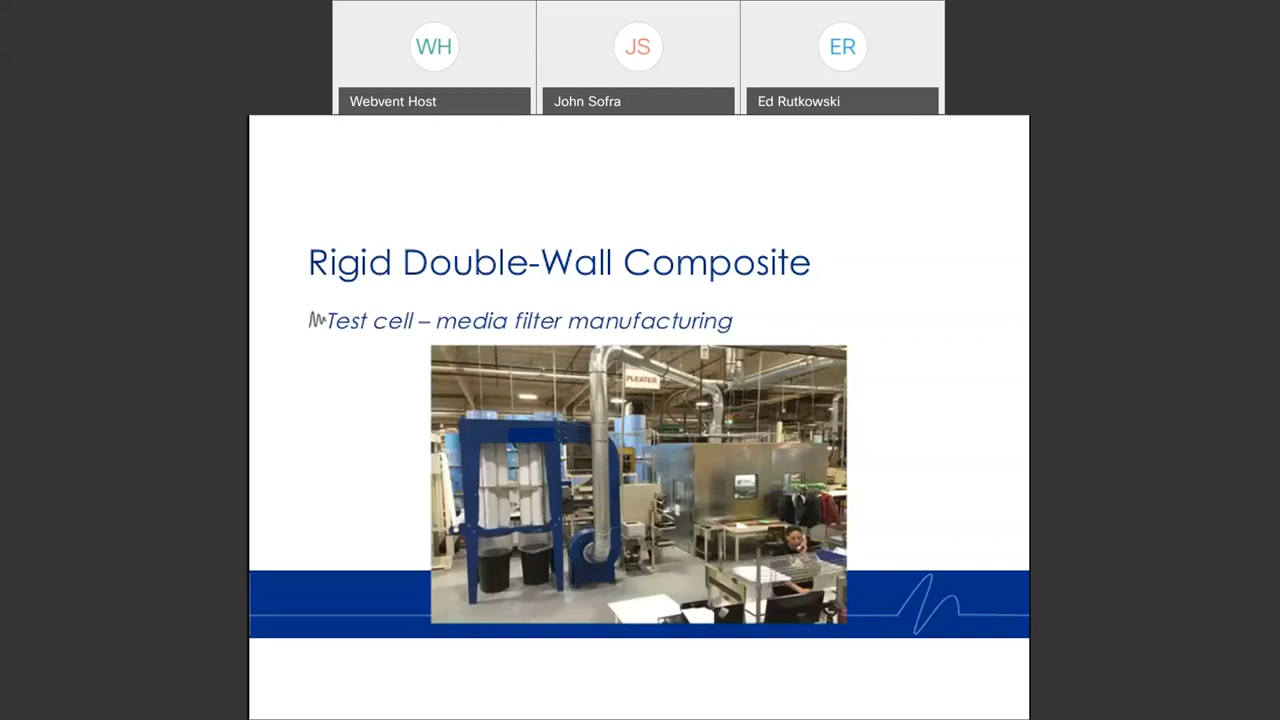 WH
JS
ER
Webvent Host
John Sofra
Ed Rutkowski
Rigid Double-Wall Composite
Test cell – media filter manufacturing
PLEATER